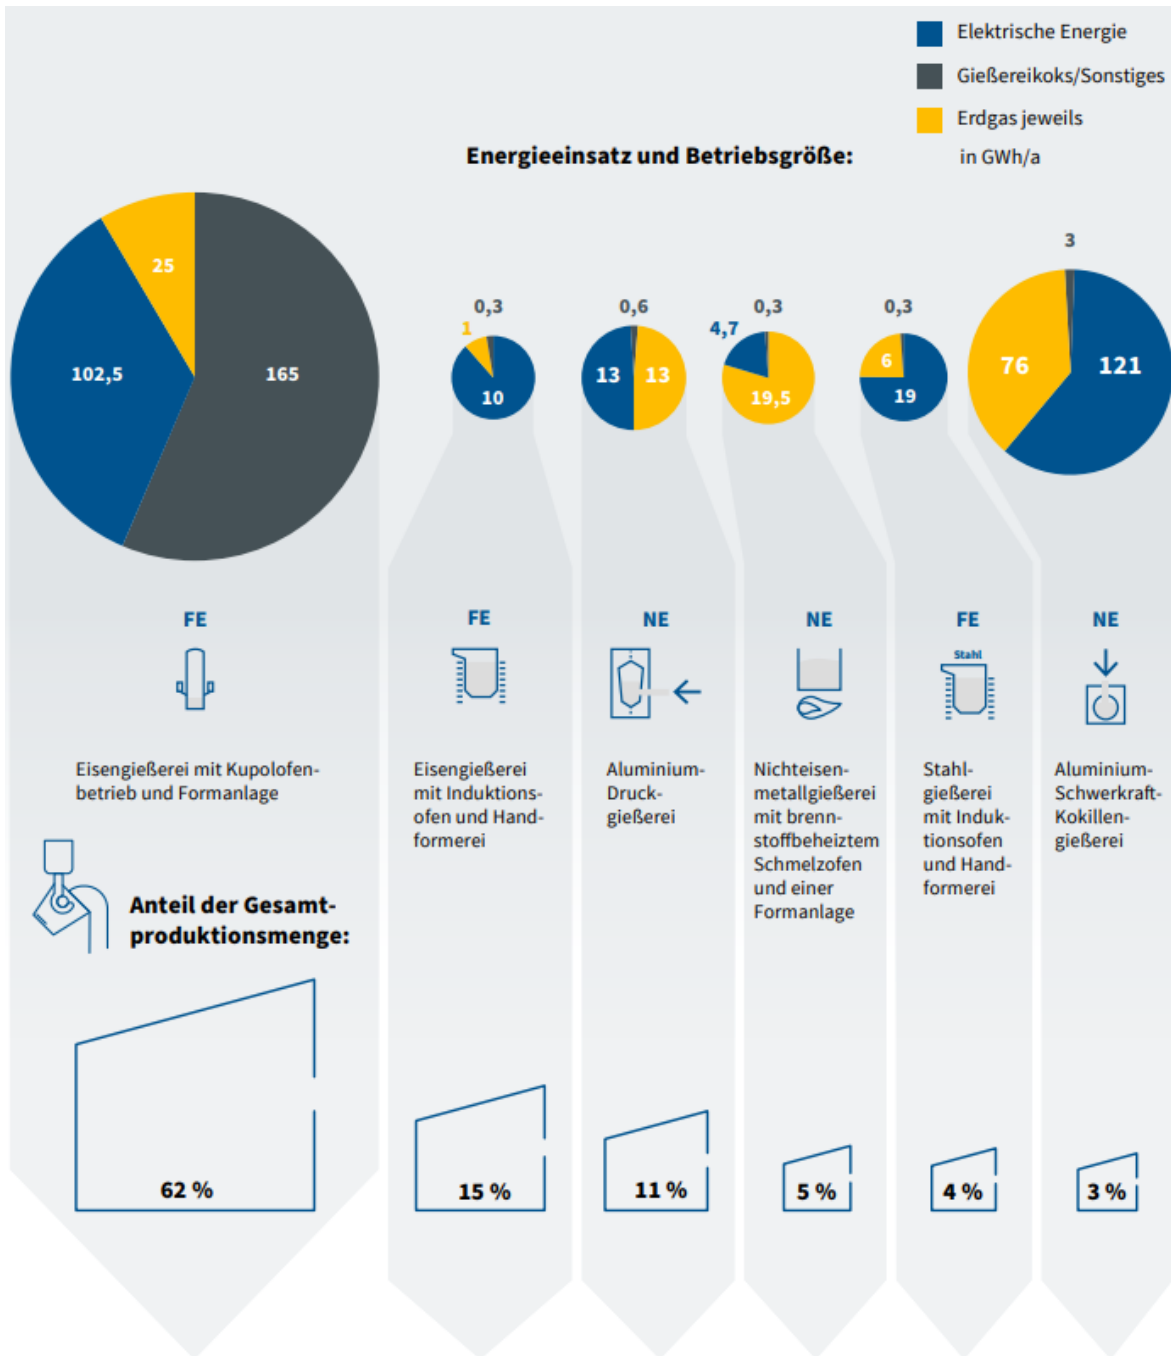 Elektrische Energie
Gießereikoks/Sonstiges
Erdgas jeweils
in GWh/a
Energieeinsatz und Betriebsgröße:
25
102,5
165
0,3
1
10
0,6
13
13
0,3
4,7
19,5
0,3
6
19
3
76
121
FE
FE
NE
NE
FE
NE
Stahl
Eisengießerei mit Kupolofen-
betrieb und Formanlage
Eisengießerei
mit Induktions-
ofen und Hand-
formerei
Aluminium-
Druck-
gießerei
Nichteisen-
metallgießerei
mit brenn-
stoffbeheiztem
Schmelzofen
und einer
Formanlage
Stahl-
gießerei
mit Induk-
tionsofen
und Hand-
formerei
Aluminium-
Schwerkraft-
Kokillen-
gießerei
Anteil der Gesamt-
produktionsmenge:
62 %
15 %
11 %
5 %
4 %
3 %